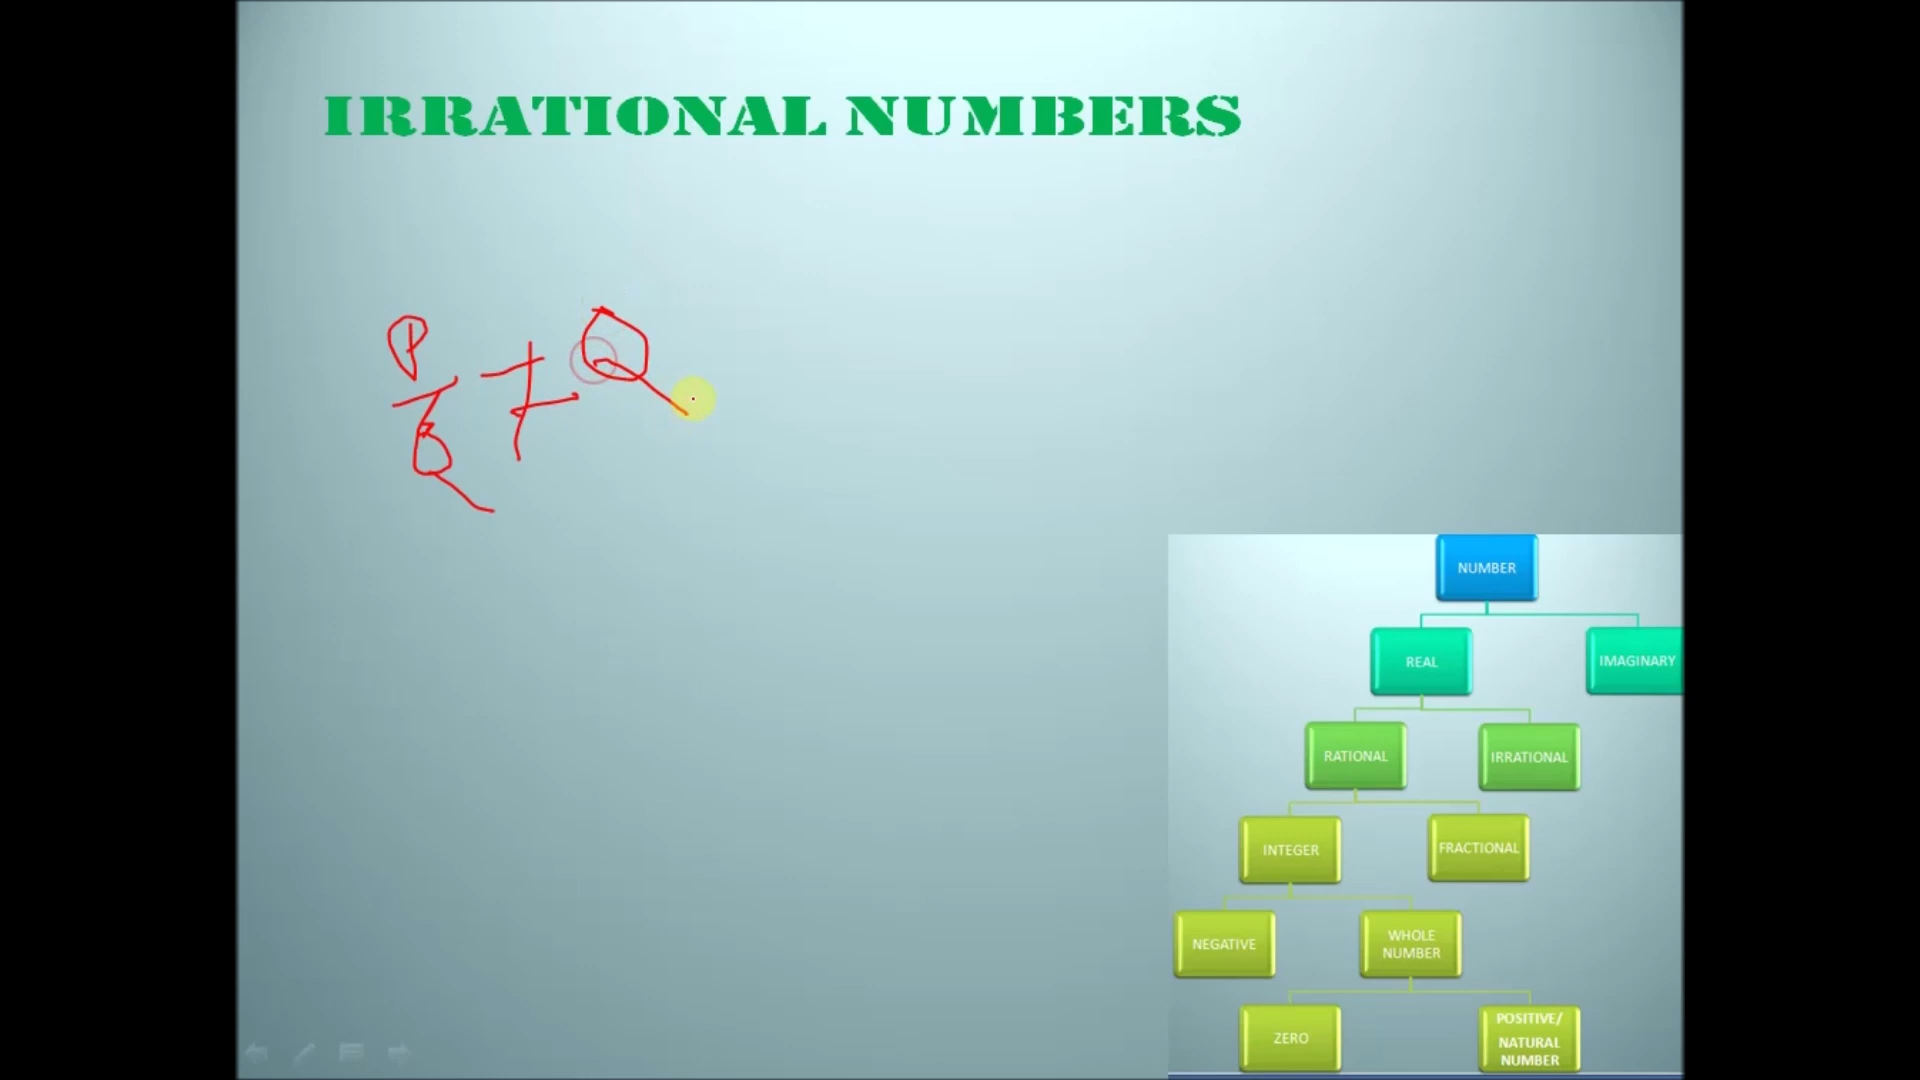 IRRATIONAL NUMBERS
P
Q
≠ Q
NUMBER
REAL
IMAGINARY
RATIONAL
IRRATIONAL
INTEGER
FRACTIONAL
NEGATIVE
WHOLE
NUMBER
ZERO
POSITIVE/
NATURAL
NUMBER